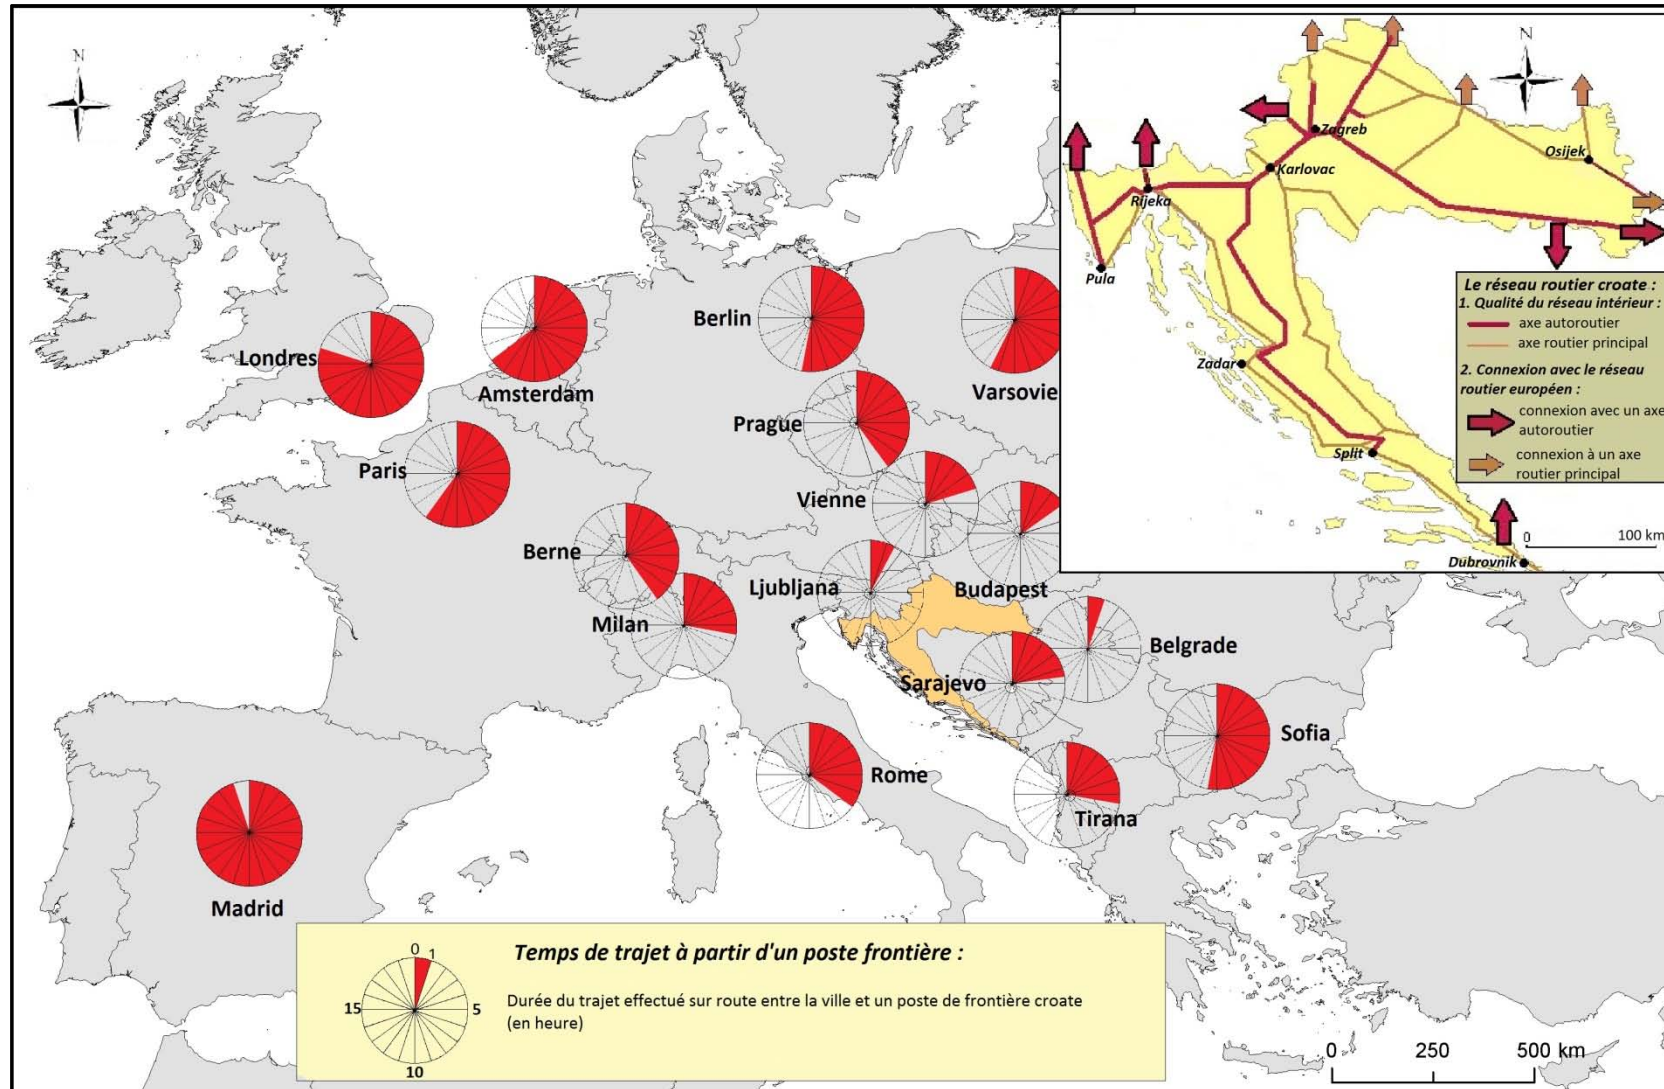 N
Londres
Amsterdam
Berlin
Varsovie
Paris
Prague
Vienne
Berne
Milan
Ljubljana
Budapest
Belgrade
Sarajevo
Sofia
Rome
Tirana
Madrid
N
Zagreb
Karlovac
Osijek
Rijeka
Pula
Zadar
Split
Dubrovnik
0 100 km
Le réseau routier croate :
1. Qualité du réseau intérieur :
axe autoroutier
axe routier principal
2. Connexion avec le réseau
routier européen :
connexion avec un axe
autoroutier
connexion à un axe
routier principal
Temps de trajet à partir d'un poste frontière :
Durée du trajet effectué sur route entre la ville et un poste de frontière croate
(en heure)
0 1
15 5
10
0 250 500 km